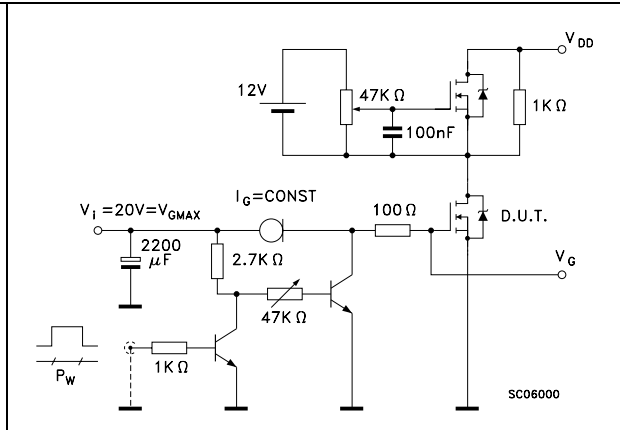 V DD
12V
47K Ω
1K Ω
100nF
V i =20V=V GMAX
I G =CONST
100 Ω
D.U.T.
2200
μF
2.7K Ω
V G
47K Ω
1K Ω
P W
SC06000